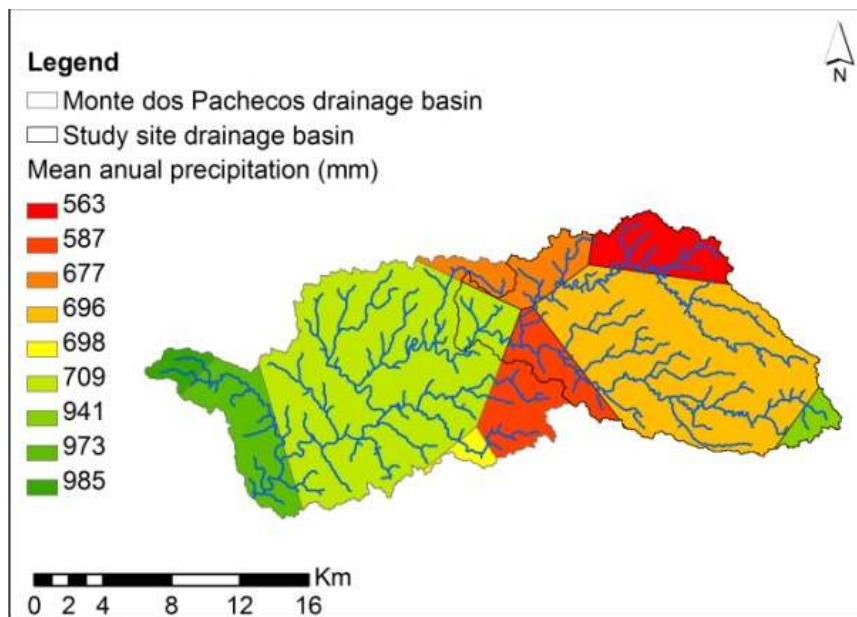 Legend
Monte dos Pachecos drainage basin
Study site drainage basin
Mean anual precipitation (mm)
563
587
677
696
698
709
941
973
985
N
Km
0 2 4 8 12 16